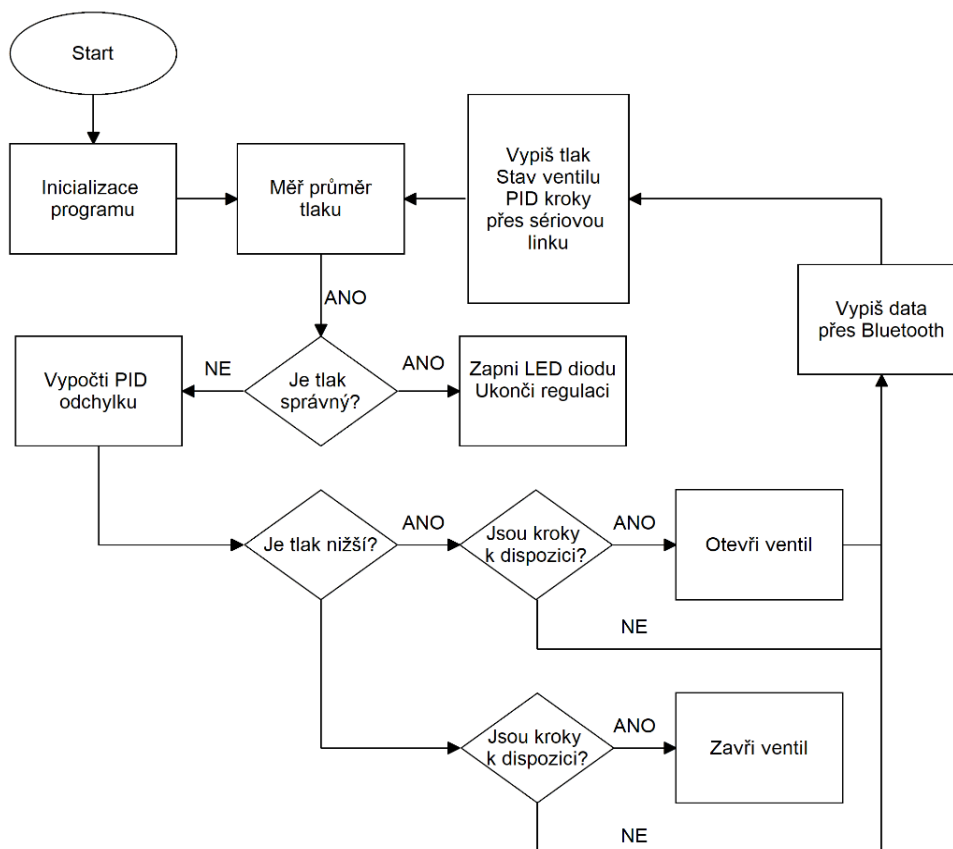 Start
Inicializace
programu
Měř průměr
tlaku
Vypiš tlak
Stav ventilu
PID kroky
přes sériovou
linku
Vypiš data
přes Bluetooth
ANO
Vypočti PID
odchylku
NE
Je tlak
správný?
ANO
Zapni LED diodu
Ukonči regulaci
Je tlak nižší?
ANO
Jsou kroky
k dispozici?
ANO
Otevři ventil
NE
Jsou kroky
k dispozici?
ANO
Zavři ventil
NE